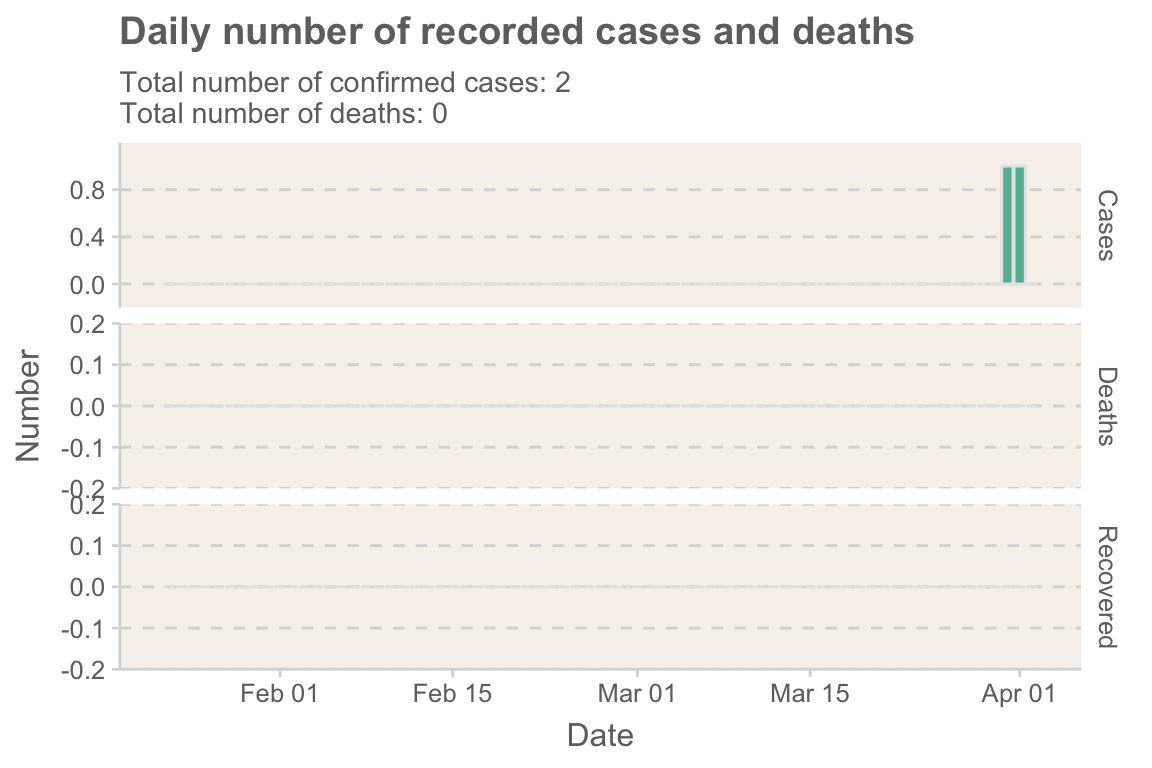 Daily number of recorded cases and deaths
Total number of confirmed cases: 2
Total number of deaths: 0
0.8
0.4
0.0
Cases
0.2
0.1
0.0
-0.1
-0.2
Deaths
0.2
0.1
0.0
-0.1
-0.2
Recovered
Number
Feb 01 Feb 15 Mar 01 Mar 15 Apr 01
Date